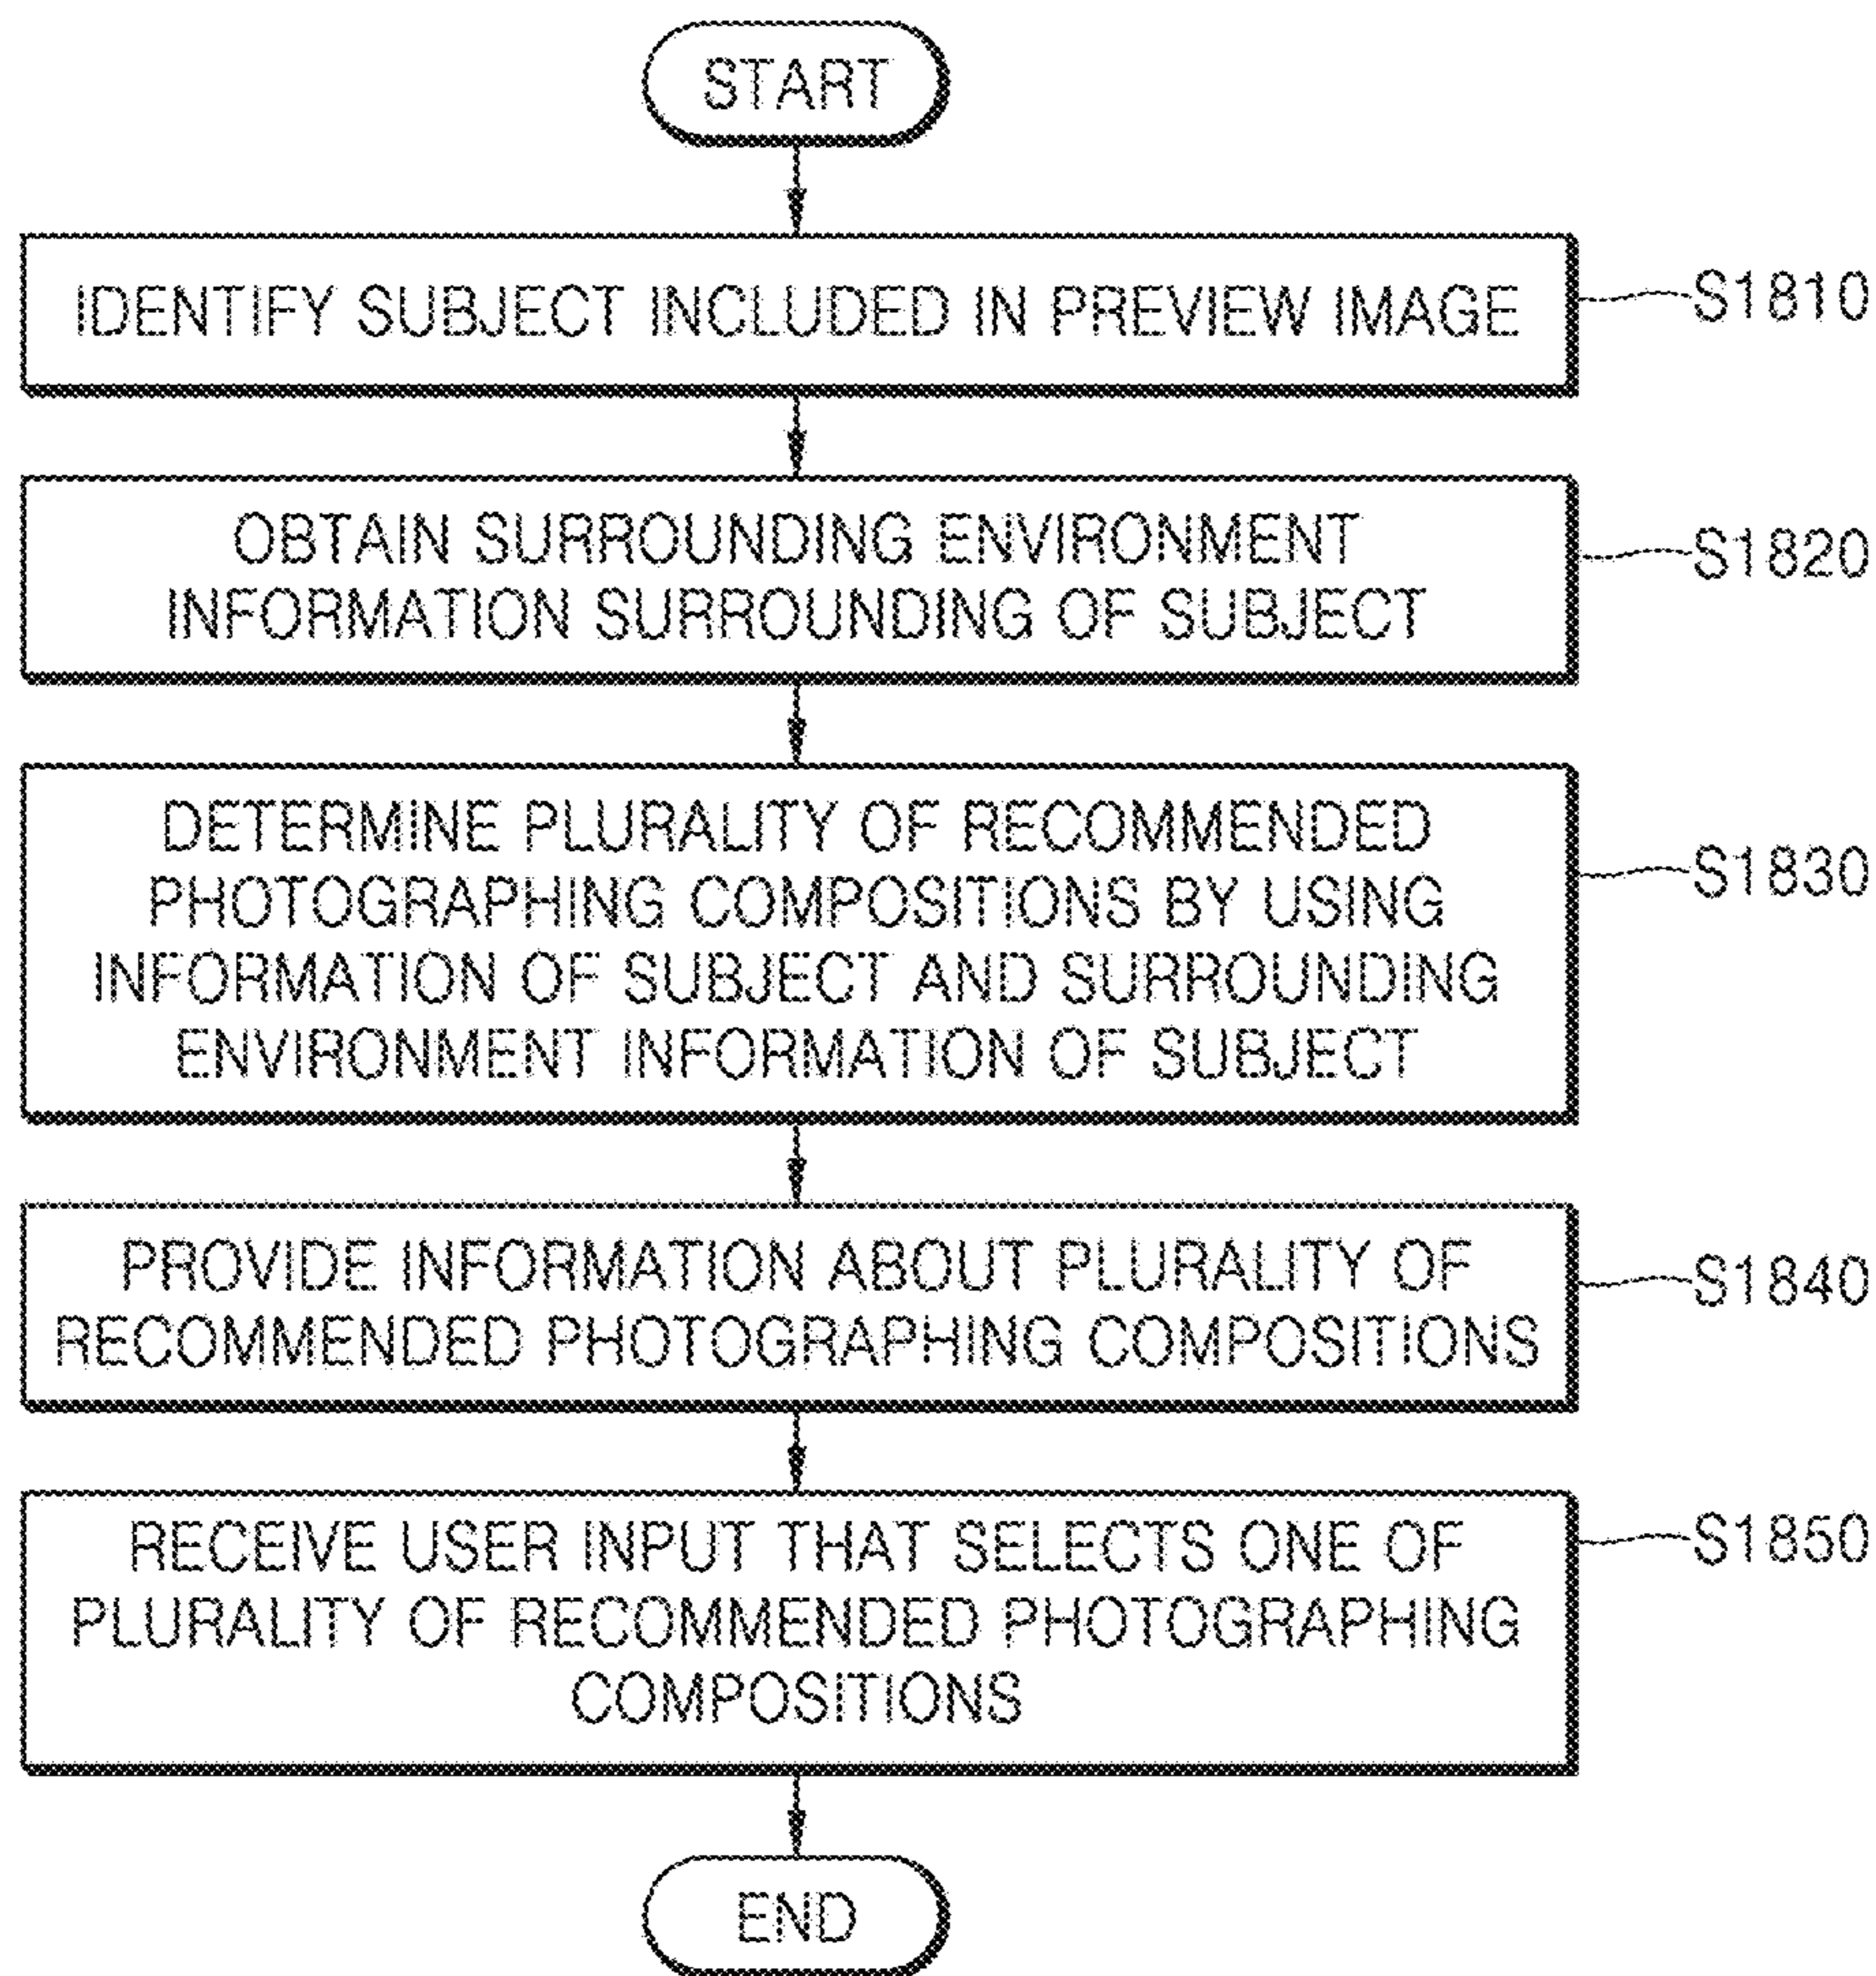 START
IDENTIFY SUBJECT INCLUDED IN PREVIEW IMAGE
S1810
OBTAIN SURROUNDING ENVIRONMENT
INFORMATION SURROUNDING OF SUBJECT
S1820
DETERMINE PLURALITY OF RECOMMENDED
PHOTOGRAPHING COMPOSITIONS BY USING
INFORMATION OF SUBJECT AND SURROUNDING
ENVIRONMENT INFORMATION OF SUBJECT
S1830
PROVIDE INFORMATION ABOUT PLURALITY OF
RECOMMENDED PHOTOGRAPHING COMPOSITIONS
S1840
RECEIVE USER INPUT THAT SELECTS ONE OF
PLURALITY OF RECOMMENDED PHOTOGRAPHING
COMPOSITIONS
S1850
END